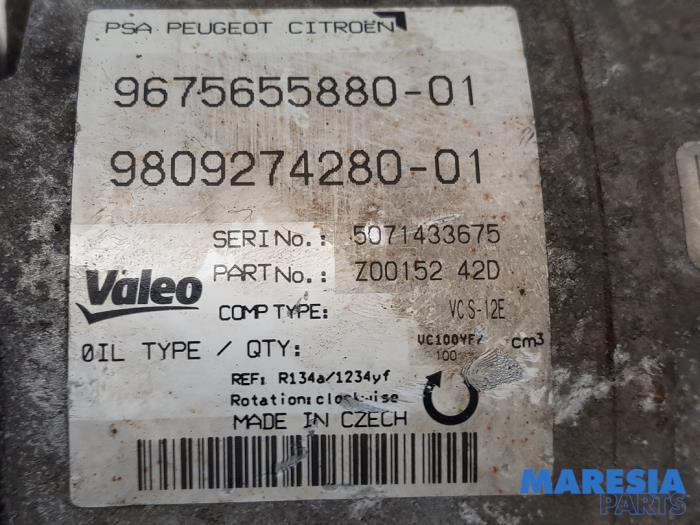 PSA PEUGEOT CITROËN
9675655880-01
9809274280-01
SERI No.: 5071433675
Valeo PART No.: Z00152 42D
COMP TYPE: VCS-12E
OIL TYPE / QTY: VC100YF/100 cm3
REF: R134a/1234yf
Rotation:clockwise
MADE IN CZECH
MARESIA
PARTS